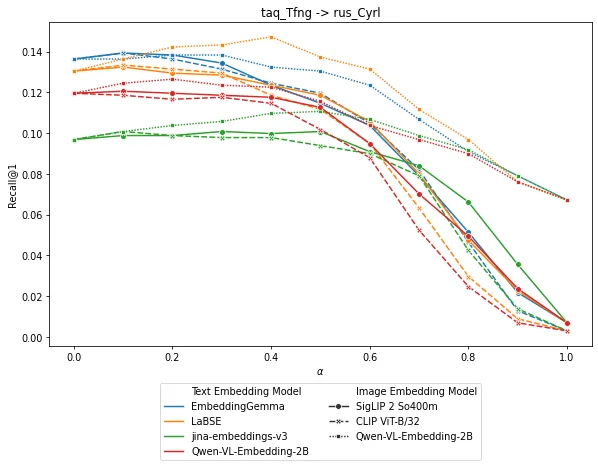 taq_Tfng -> rus_Cyrl
Recall@1
0.14
0.12
0.10
0.08
0.06
0.04
0.02
0.00
0.0 0.2 0.4 0.6 0.8 1.0
α
Text Embedding Model Image Embedding Model
EmbeddingGemma SigLIP 2 So400m
LaBSE CLIP ViT-B/32
jina-embeddings-v3 Qwen-VL-Embedding-2B
Qwen-VL-Embedding-2B